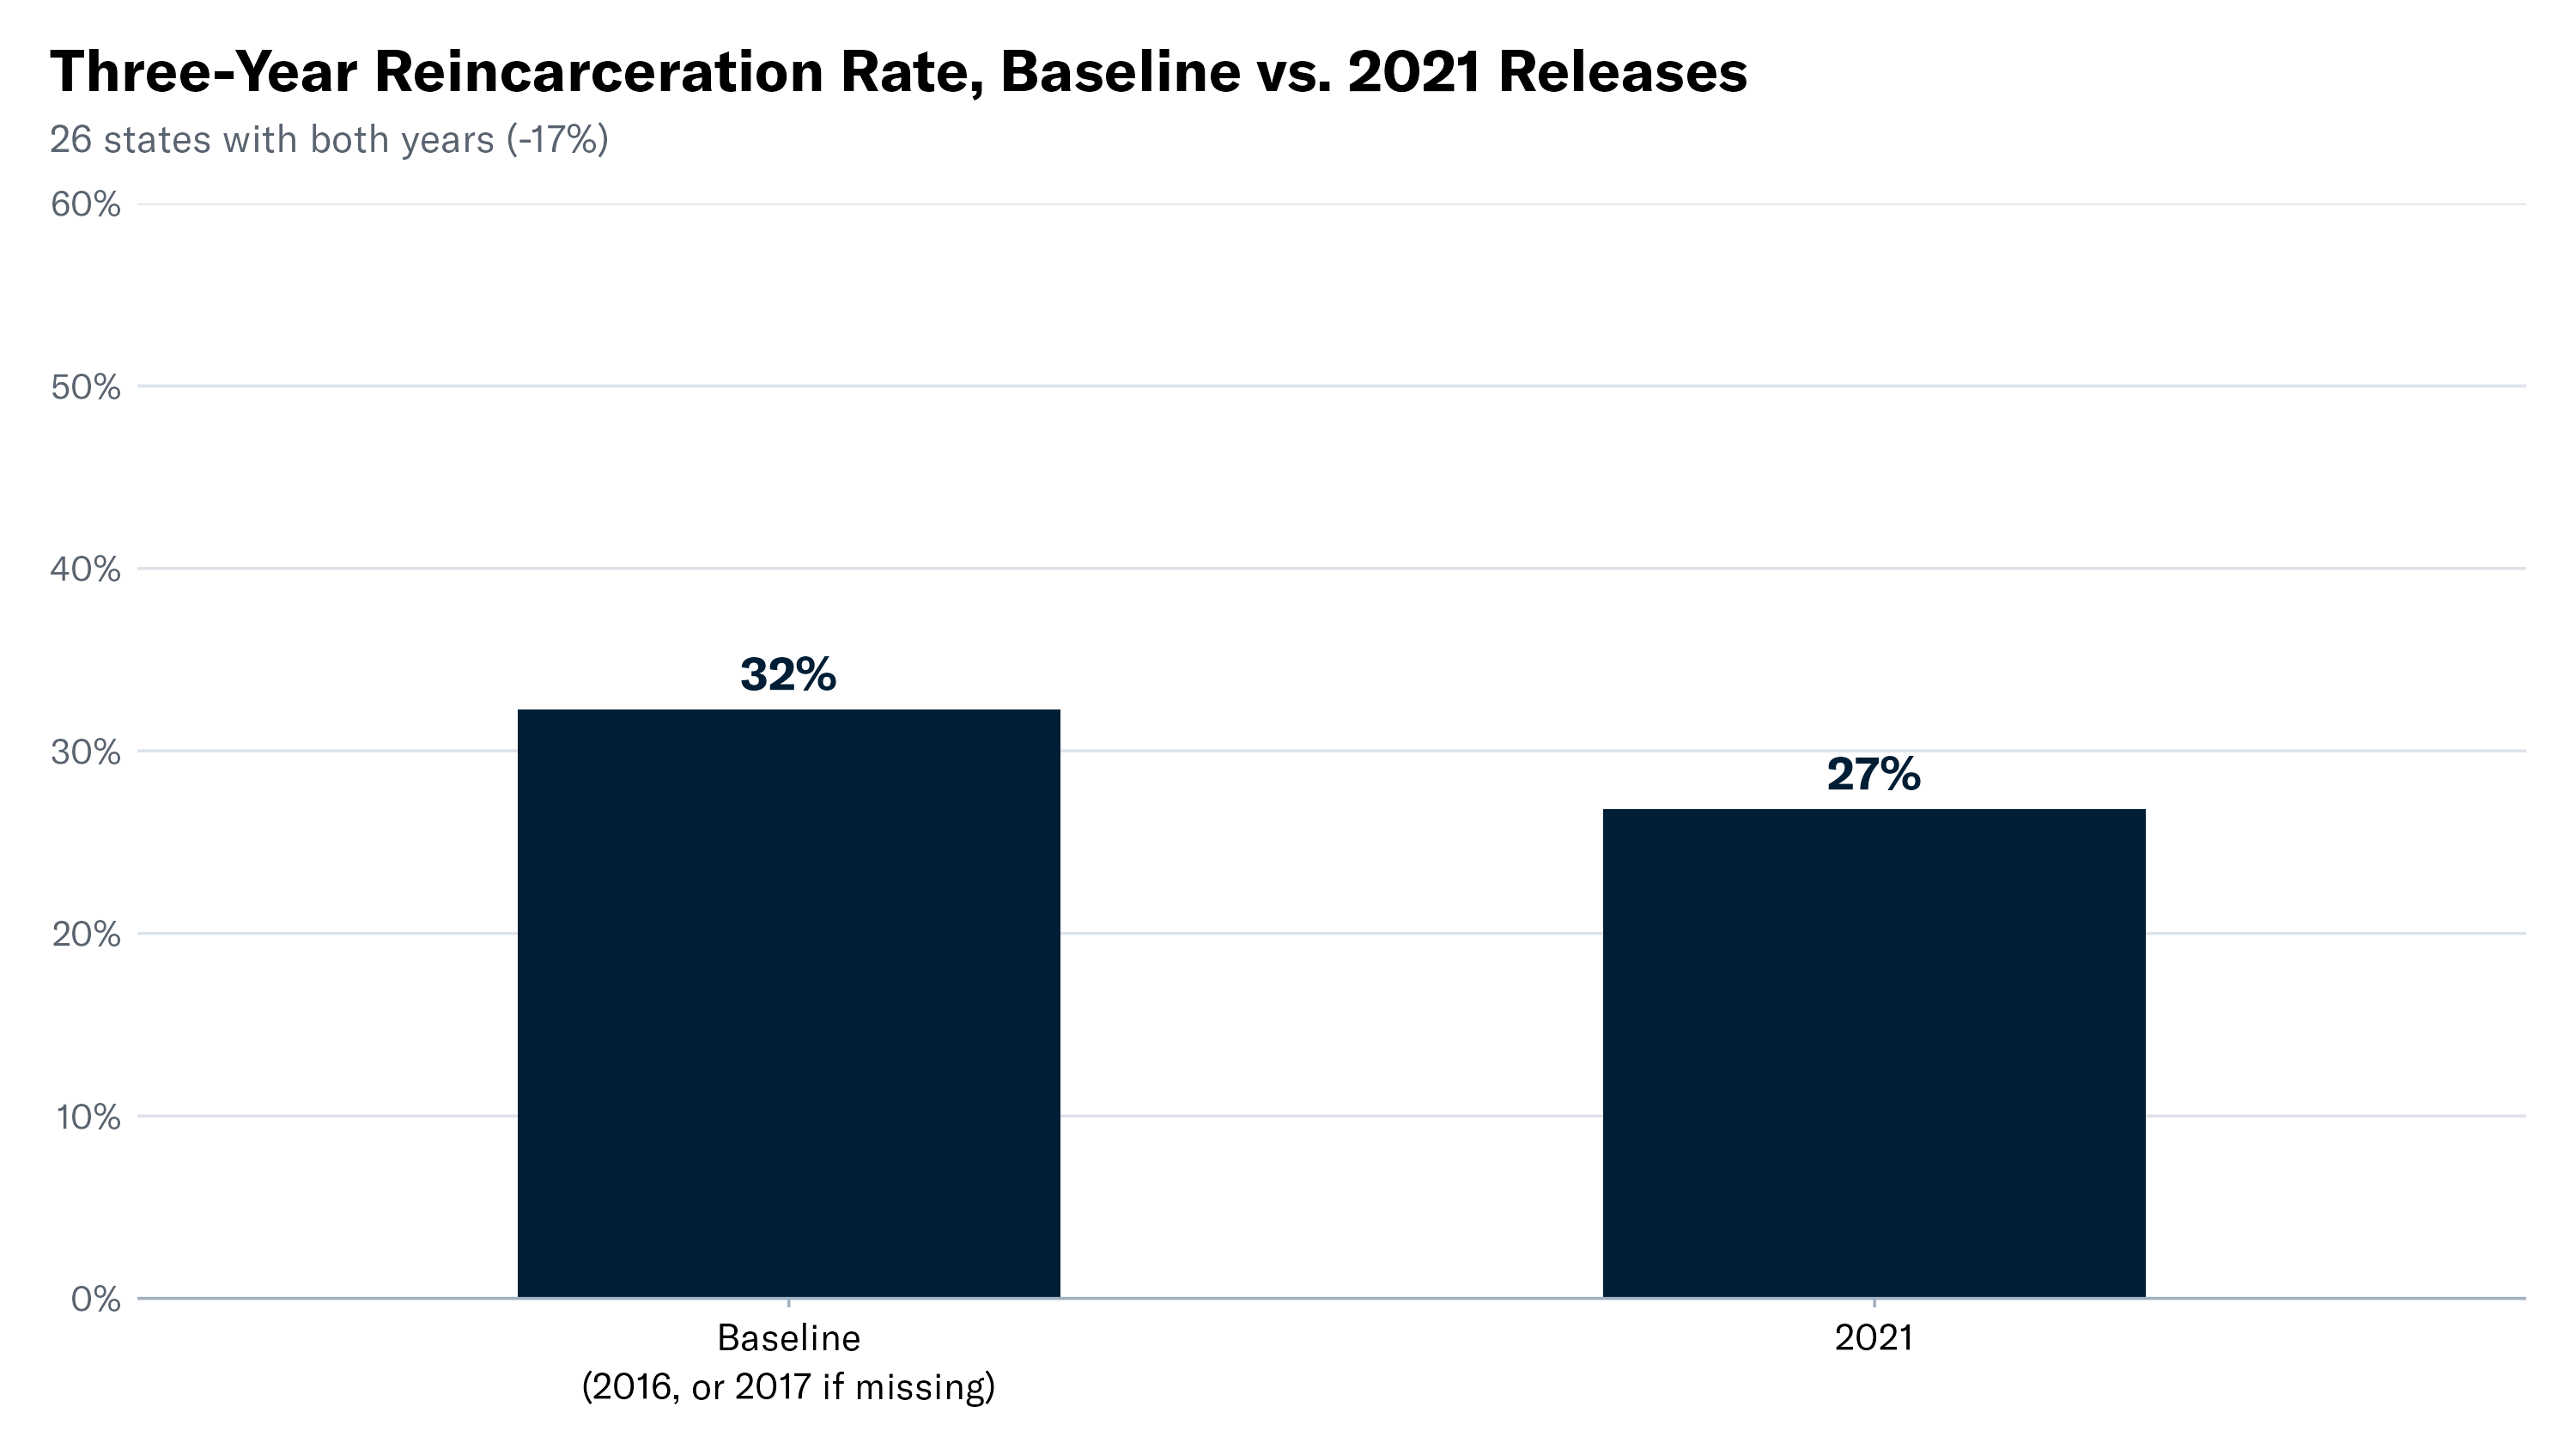 Three-Year Reincarceration Rate, Baseline vs. 2021 Releases
26 states with both years (-17%)
60%
50%
40%
30%
20%
10%
0%
32%
27%
Baseline
(2016, or 2017 if missing)
2021